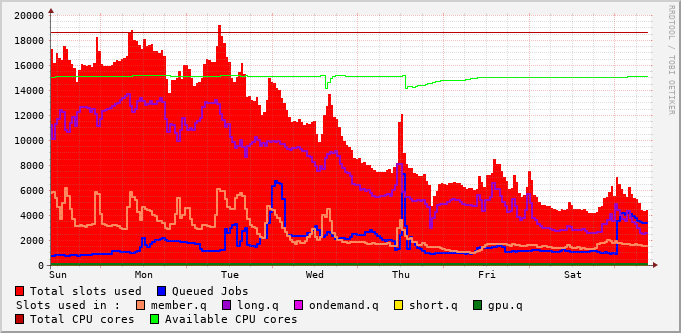 20000
18000
16000
14000
12000
10000
8000
6000
4000
2000
0
Sun Mon Tue Wed Thu Fri Sat
RRDTOOL / TOBI OETIKER
Total slots used Queued Jobs
Slots used in : member.q long.q ondemand.q short.q gpu.q
Total CPU cores Available CPU cores